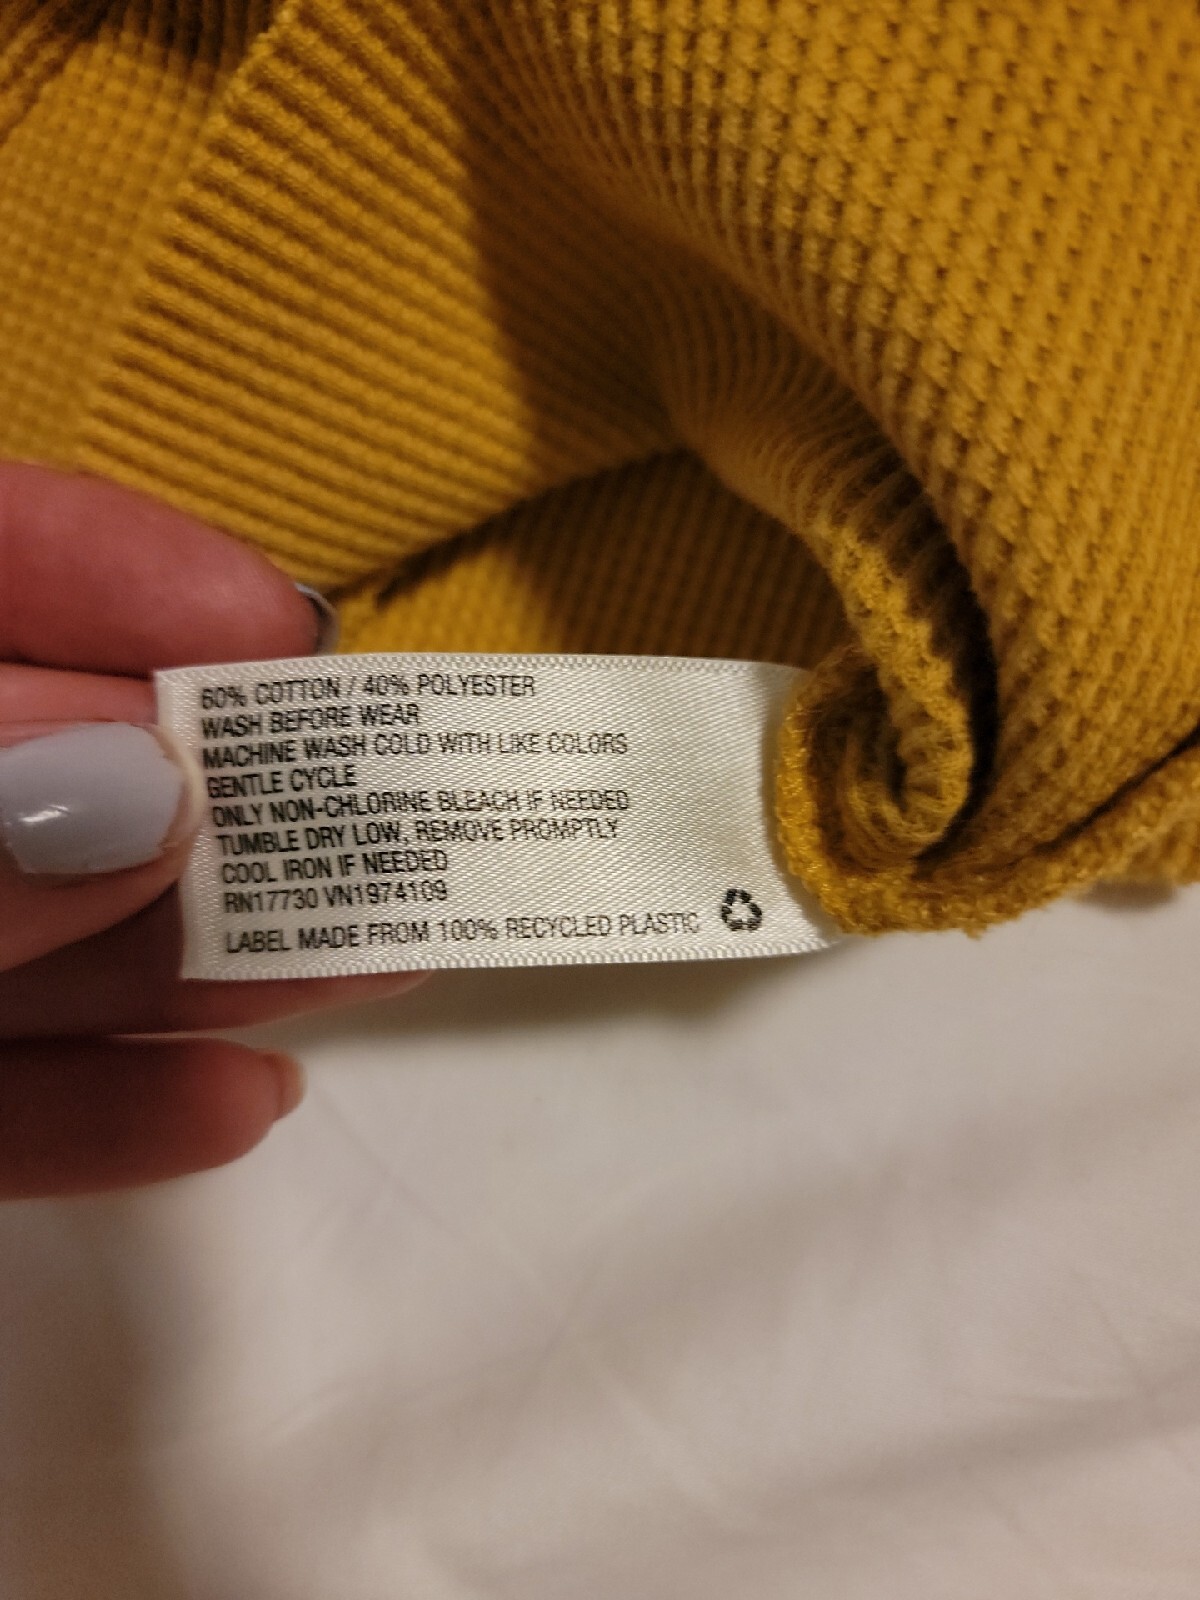 60% COTTON / 40% POLYESTER
WASH BEFORE WEAR
MACHINE WASH COLD WITH LIKE COLORS
GENTLE CYCLE
ONLY NON-CHLORINE BLEACH IF NEEDED
TUMBLE DRY LOW, REMOVE PROMPTLY
COOL IRON IF NEEDED
RN17730 VN1974109
LABEL MADE FROM 100% RECYCLED PLASTIC